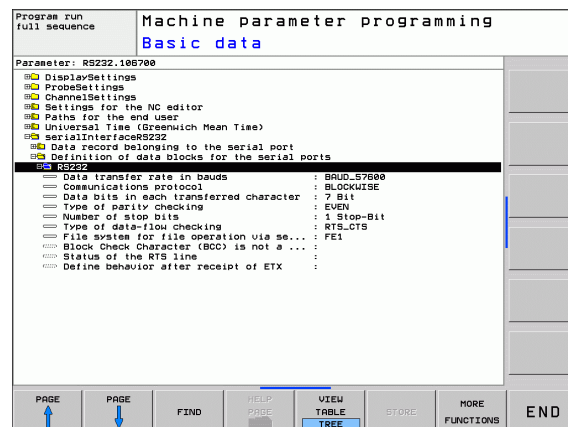 Program run
full sequence
Machine parameter programming
Basic data
Parameter: RS232.106700
DisplaySettings
ProbeSettings
ChannelSettings
Settings for the NC editor
Paths for the end user
Universal Time (Greenwich Mean Time)
serialInterfaceRS232
Data record belonging to the serial port
Definition of data blocks for the serial ports
RS232
Data transfer rate in bauds : BAUD_57600
Communications protocol : BLOCKWISE
Data bits in each transferred character : 7 Bit
Type of parity checking : EVEN
Number of stop bits : 1 Stop-Bit
Type of data-flow checking : RTS_CTS
File system for file operation via se... : FE1
Block Check Character (BCC) is not a ... :
Status of the RTS line :
Define behavior after receipt of ETX :
PAGE
PAGE
FIND
HELP
PAGE
VIEW
TABLE
TREE
STORE
MORE
FUNCTIONS
END